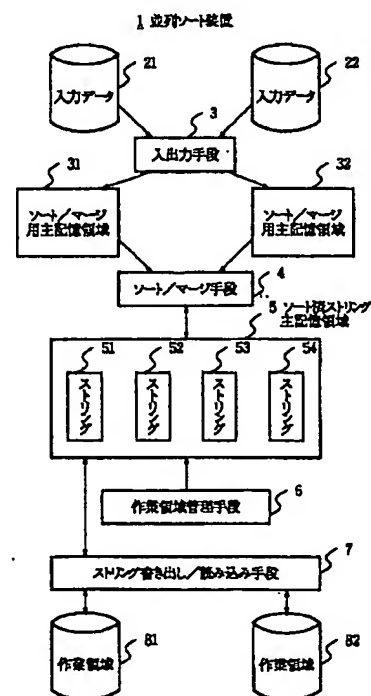 1 並列ソート装置
21
22
入力データ
入力データ
3
入出力手段
31
32
ソート/マージ
用主記憶領域
ソート/マージ
用主記憶領域
4
ソート/マージ手段
5 ソート済ストリング
主記憶領域
51
52
53
54
ストリング
ストリング
ストリング
ストリング
6
作業領域管理手段
7
ストリング書き出し/読み込み手段
81
82
作業領域
作業領域